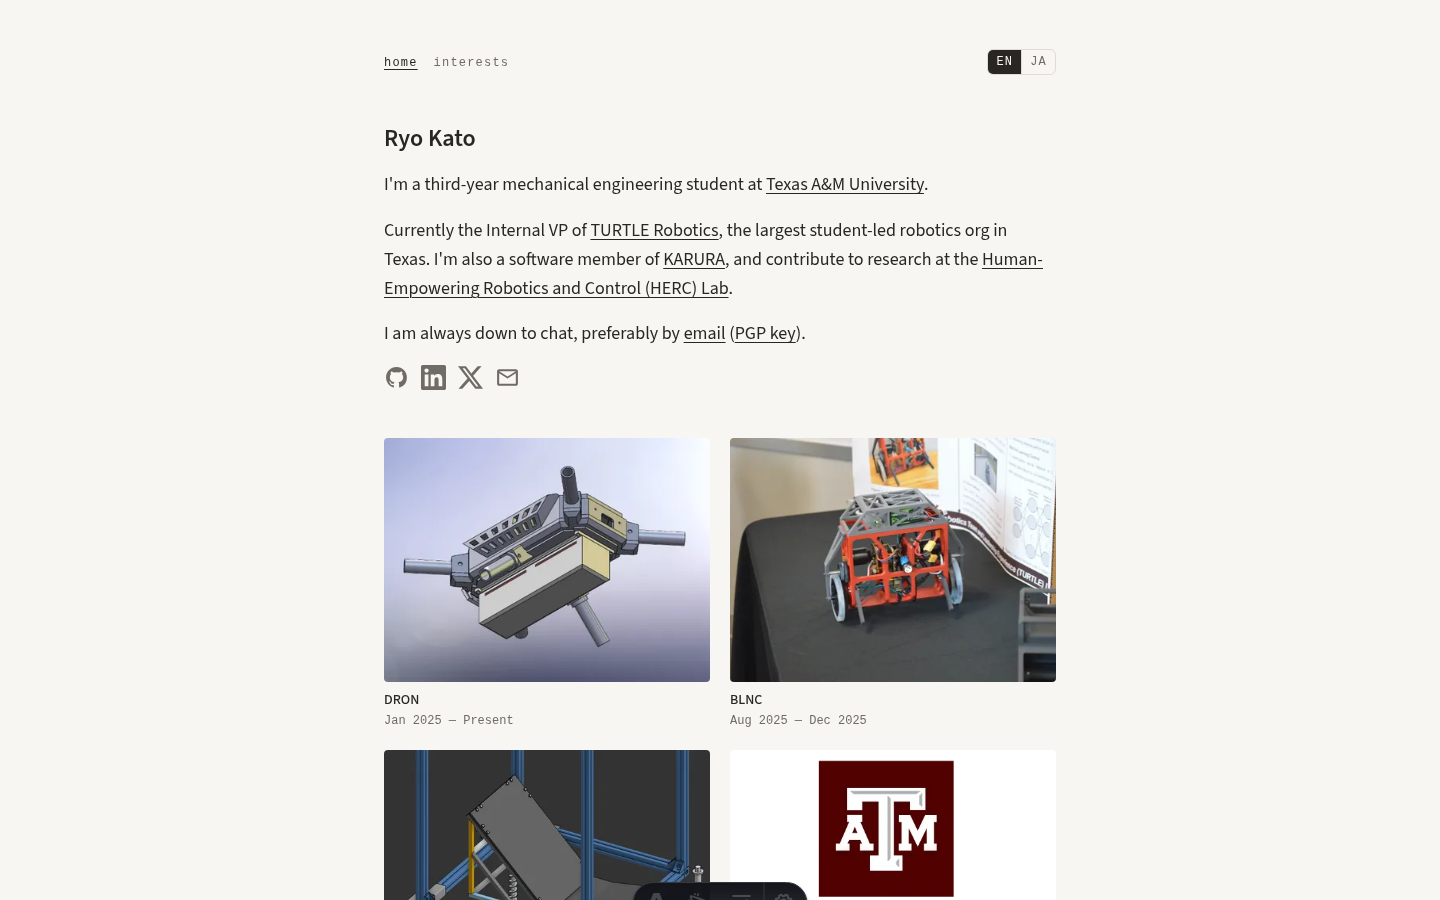 home interests EN JA
Ryo Kato
I'm a third-year mechanical engineering student at Texas A&M University.
Currently the Internal VP of TURTLE Robotics, the largest student-led robotics org in
Texas. I'm also a software member of KARURA, and contribute to research at the Human-
Empowering Robotics and Control (HERC) Lab.
I am always down to chat, preferably by email (PGP key).
in X
(TURTLE)
DRON
Jan 2025 — Present
BLNC
Aug 2025 — Dec 2025
ATM